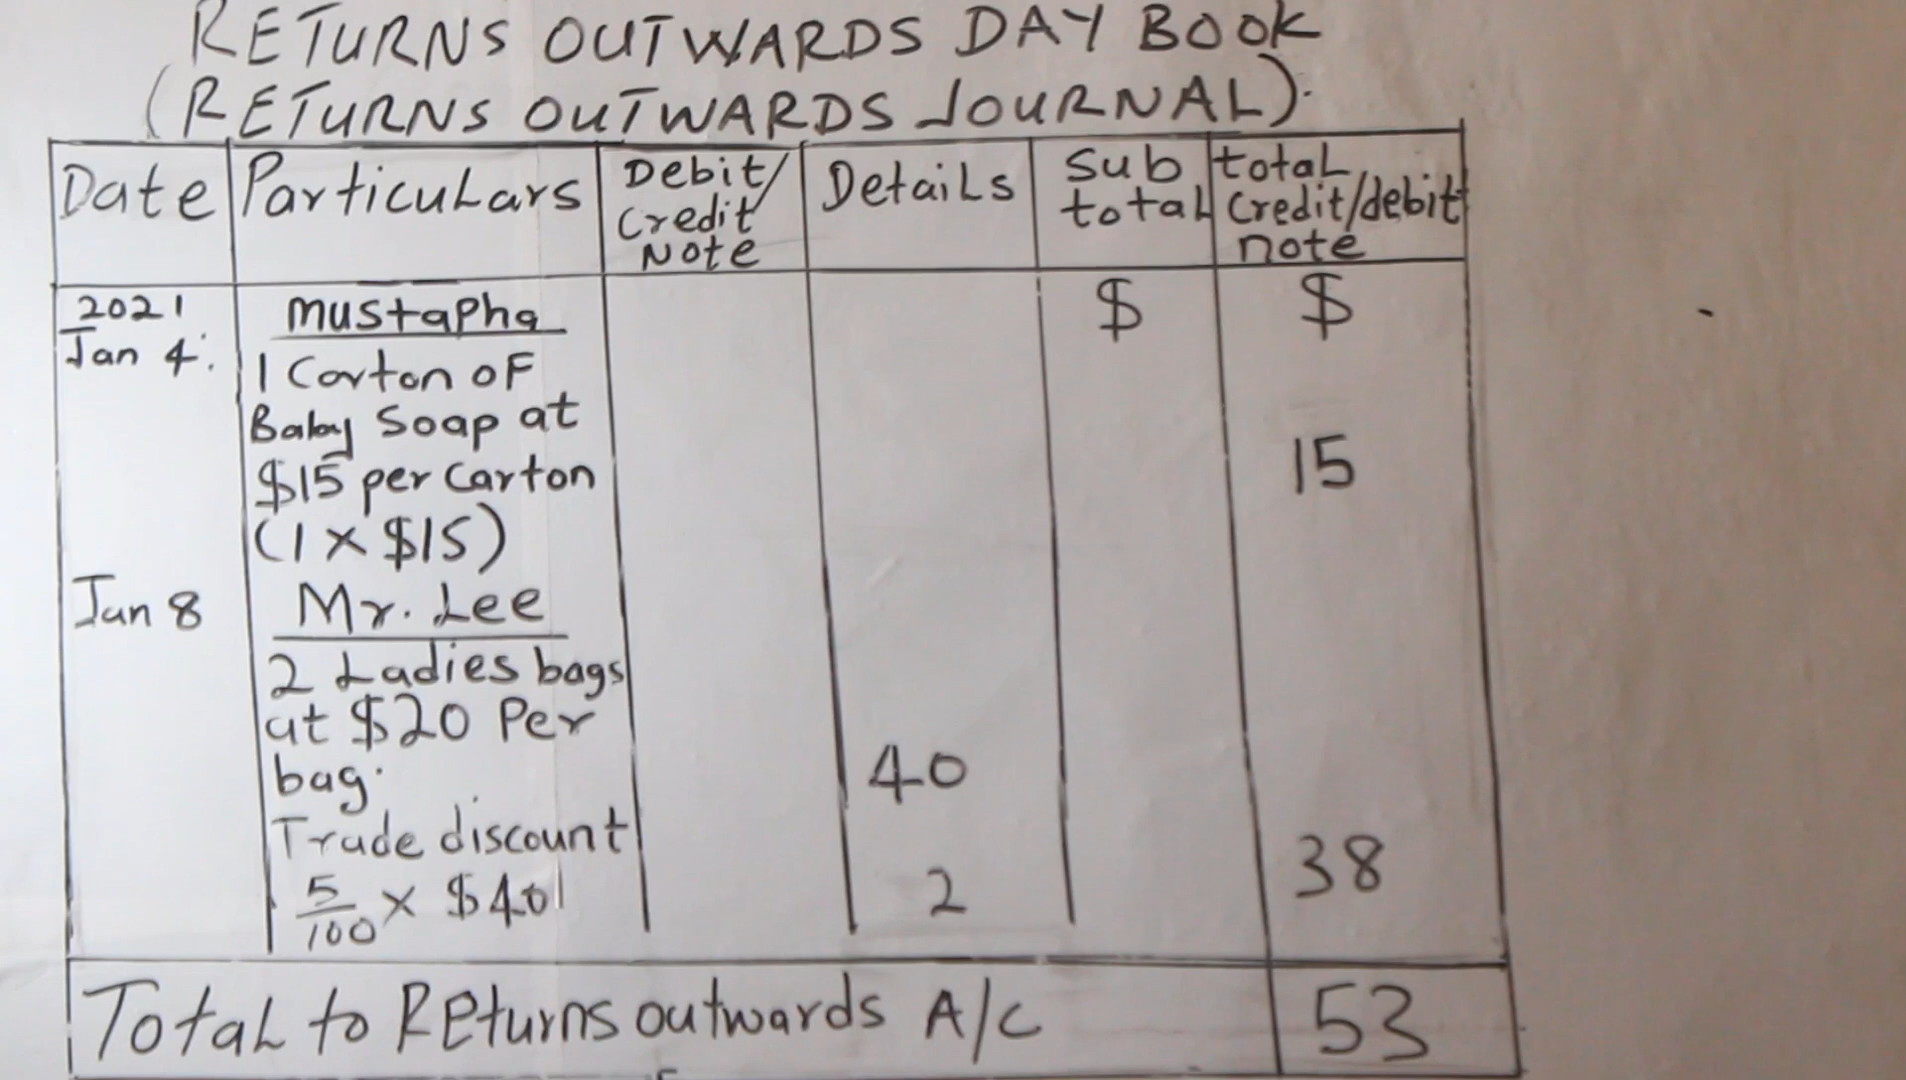 RETURNS OUTWARDS DAY BOOK
(RETURNS OUTWARDS JOURNAL).
Date Particulars Debit/ Credit Note Details Sub total total credit/debit note
2021 Mustapha $ $
Jan 4. 1 Carton of
Baby Soap at
$15 per carton 15
(1 x $15)
Jan 8 Mr. Lee
2 Ladies bags
at $20 Per
bag. 40
Trade discount 38
5/100 x $40 2
Total to Returns outwards A/C 53